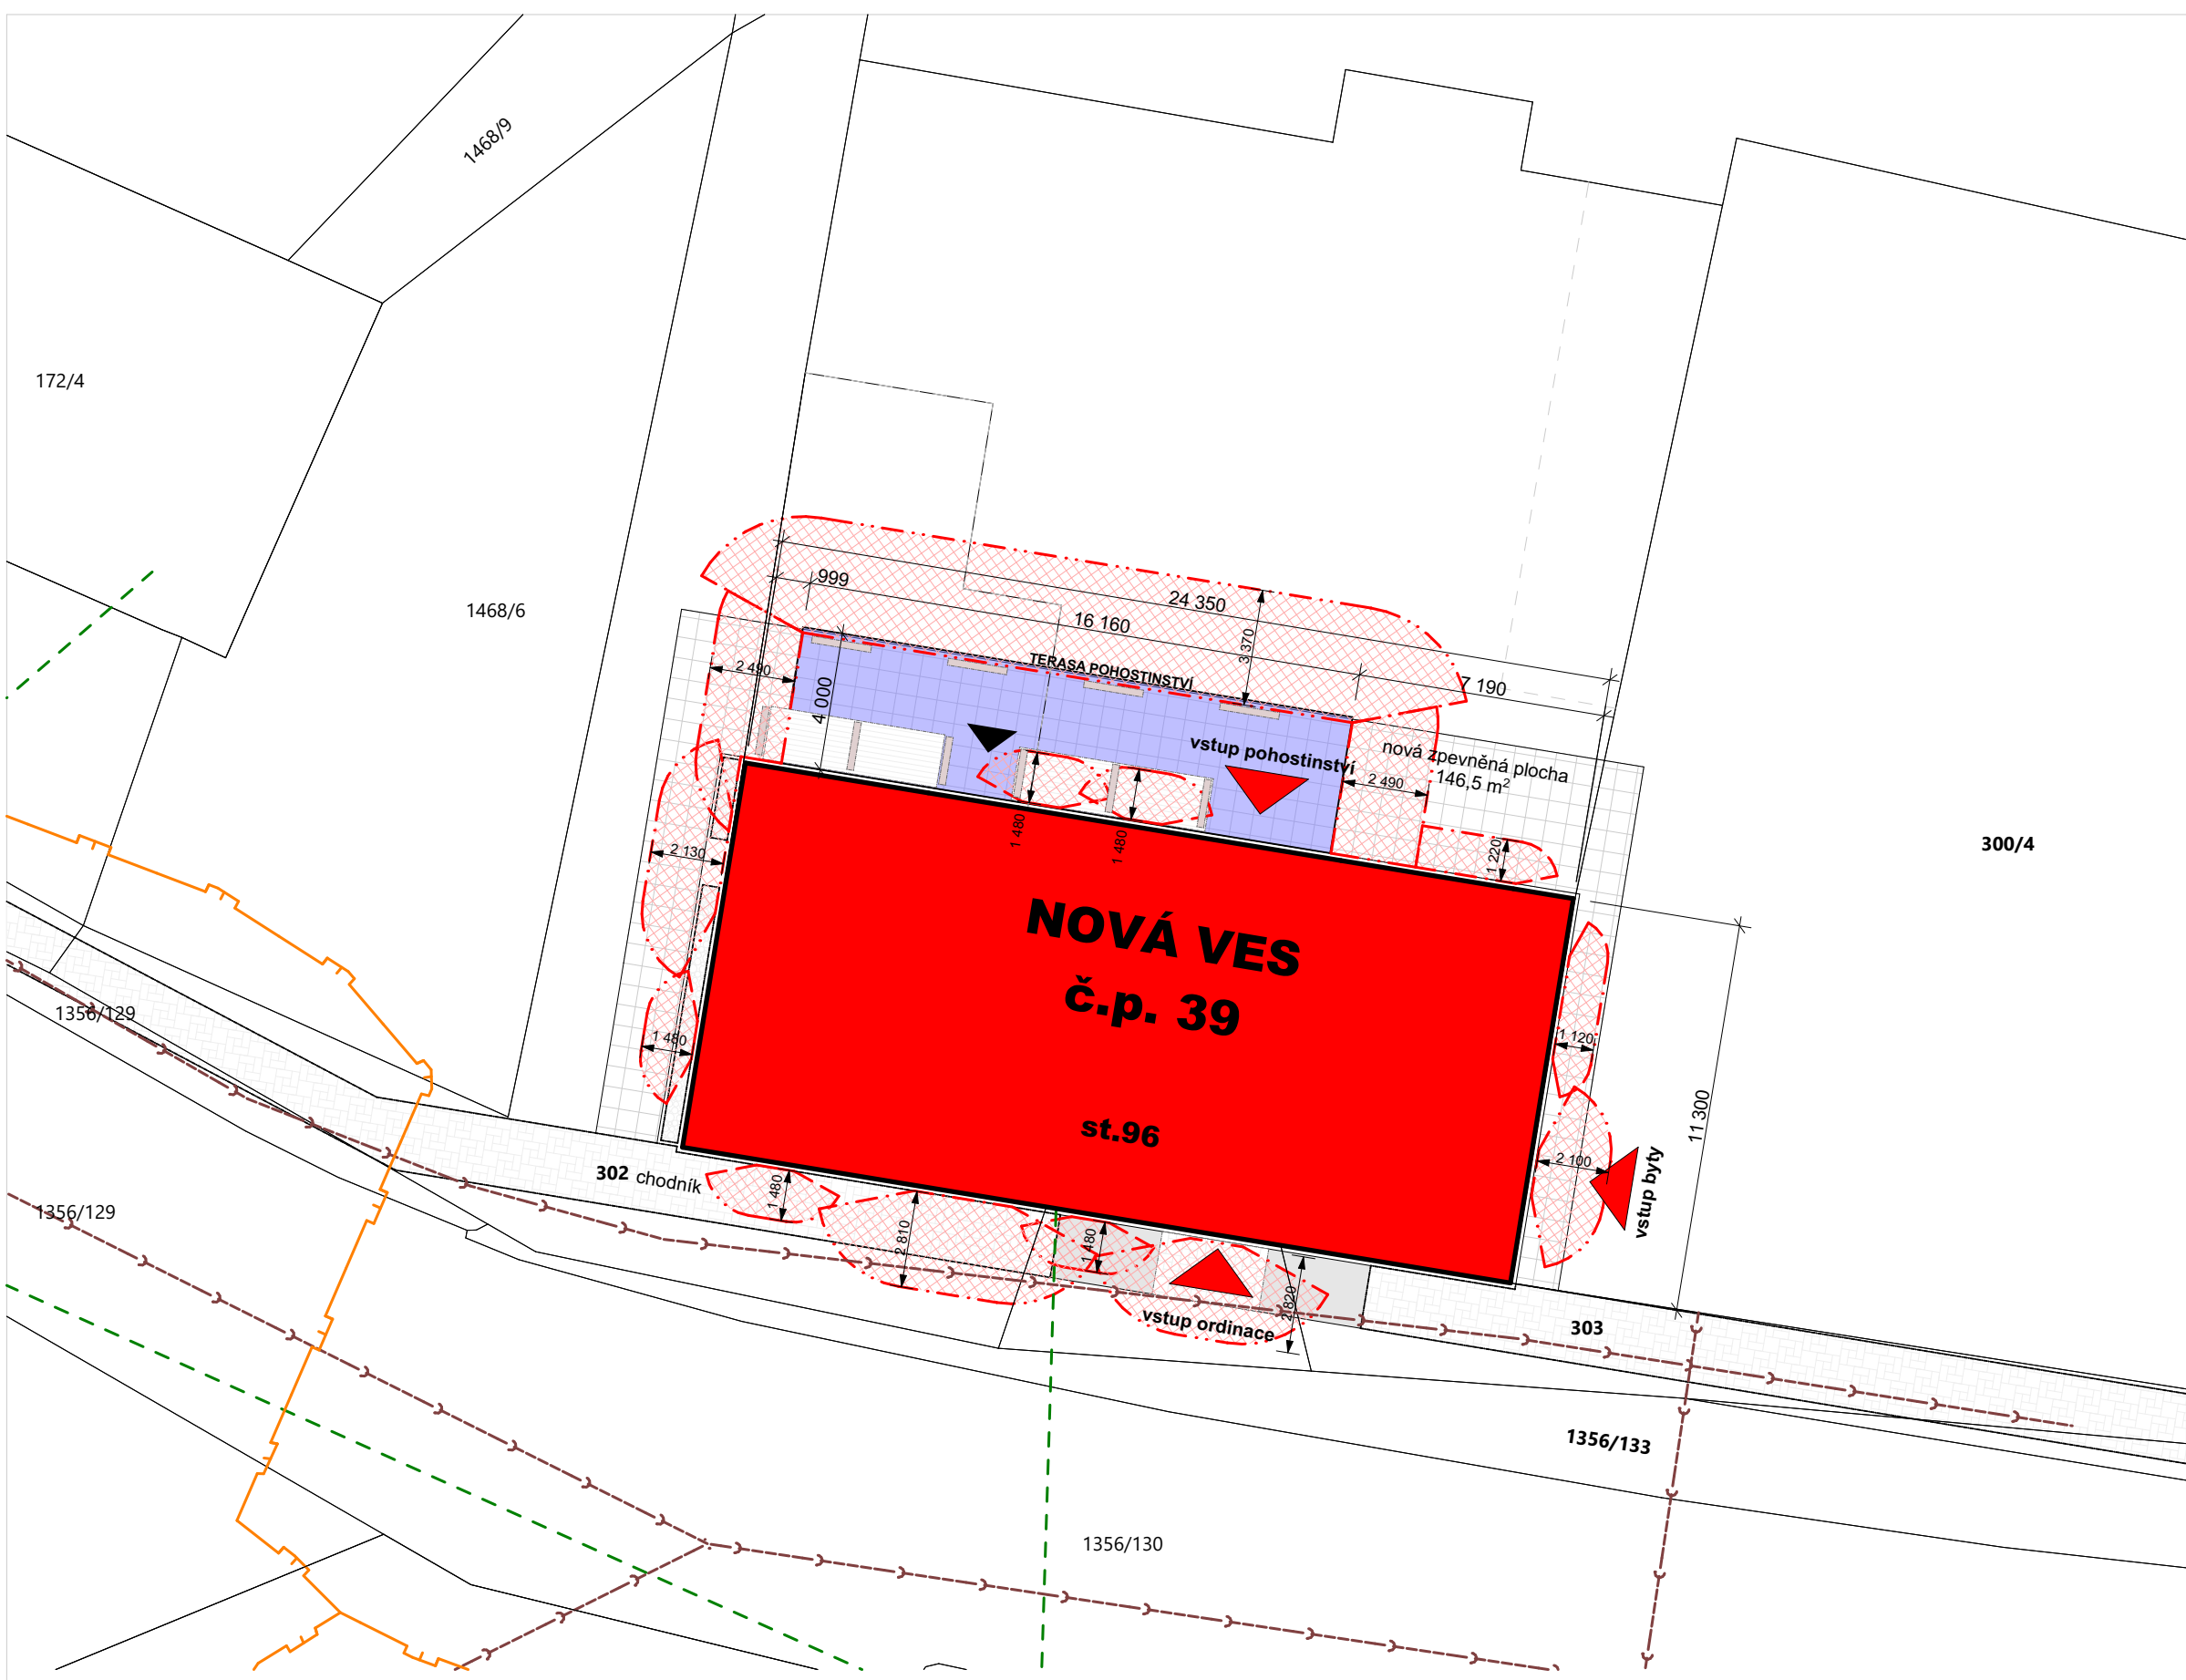 1468/9
172/4
1468/6
999
24 350
16 160
3 370
TERASA POHOSTINSTVÍ
2 490
7 190
4 000
vstup pohostinství
nová zpevněná plocha
146,5 m²
2 490
1 480
1 480
1 220
300/4
2 130
NOVÁ VES
č.p. 39
st.96
1356/129
1 480
1 120
11 300
2 100
vstup byty
302 chodník
1 480
2 810
1 480
2 820
vstup ordinace
303
1356/129
1356/133
1356/130